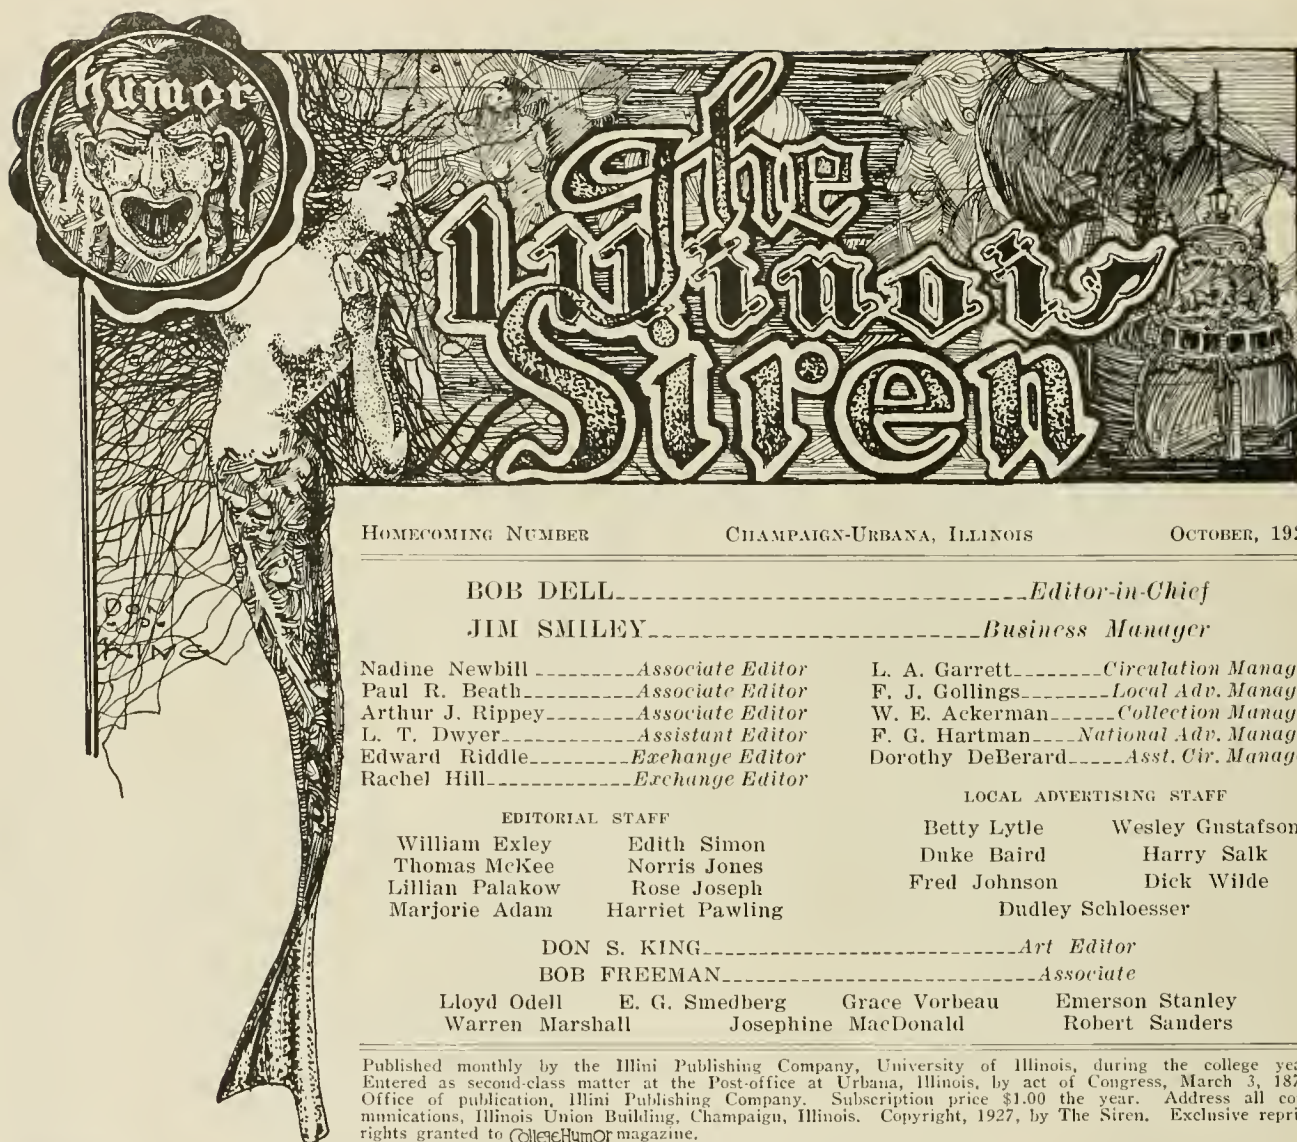 humor
The
Illinois
Siren
DON
KING
HOMECOMING NUMBER CHAMPAIGN-URBANA, ILLINOIS OCTOBER, 192
BOB DELL Editor-in-Chief
JIM SMILEY Business Manager
Nadine Newbill Associate Editor
Paul R. Beath Associate Editor
Arthur J. Rippey Associate Editor
L. T. Dwyer Assistant Editor
Edward Riddle Exchange Editor
Rachel Hill Exchange Editor
L. A. Garrett Circulation Manag
F. J. Gollings Local Adv. Manag
W. E. Ackerman Collection Manag
F. G. Hartman National Adv. Manag
Dorothy DeBerard Asst. Cir. Manag
EDITORIAL STAFF
William Exley Edith Simon
Thomas McKee Norris Jones
Lillian Palakow Rose Joseph
Marjorie Adam Harriet Pawling
LOCAL ADVERTISING STAFF
Betty Lytle Wesley Gustafson
Duke Baird Harry Salk
Fred Johnson Dick Wilde
Dudley Schloesser
DON S. KING Art Editor
BOB FREEMAN Associate
Lloyd Odell E. G. Smedberg Grace Vorbeau Emerson Stanley
Warren Marshall Josephine MacDonald Robert Sanders
Published monthly by the Illini Publishing Company, University of Illinois, during the college yea
Entered as second-class matter at the Post-office at Urbana, Illinois, by act of Congress, March 3, 187
Office of publication, Illini Publishing Company. Subscription price $1.00 the year. Address all co
munications, Illinois Union Building, Champaign, Illinois. Copyright, 1927, by The Siren. Exclusive repri
rights granted to College Humor magazine.